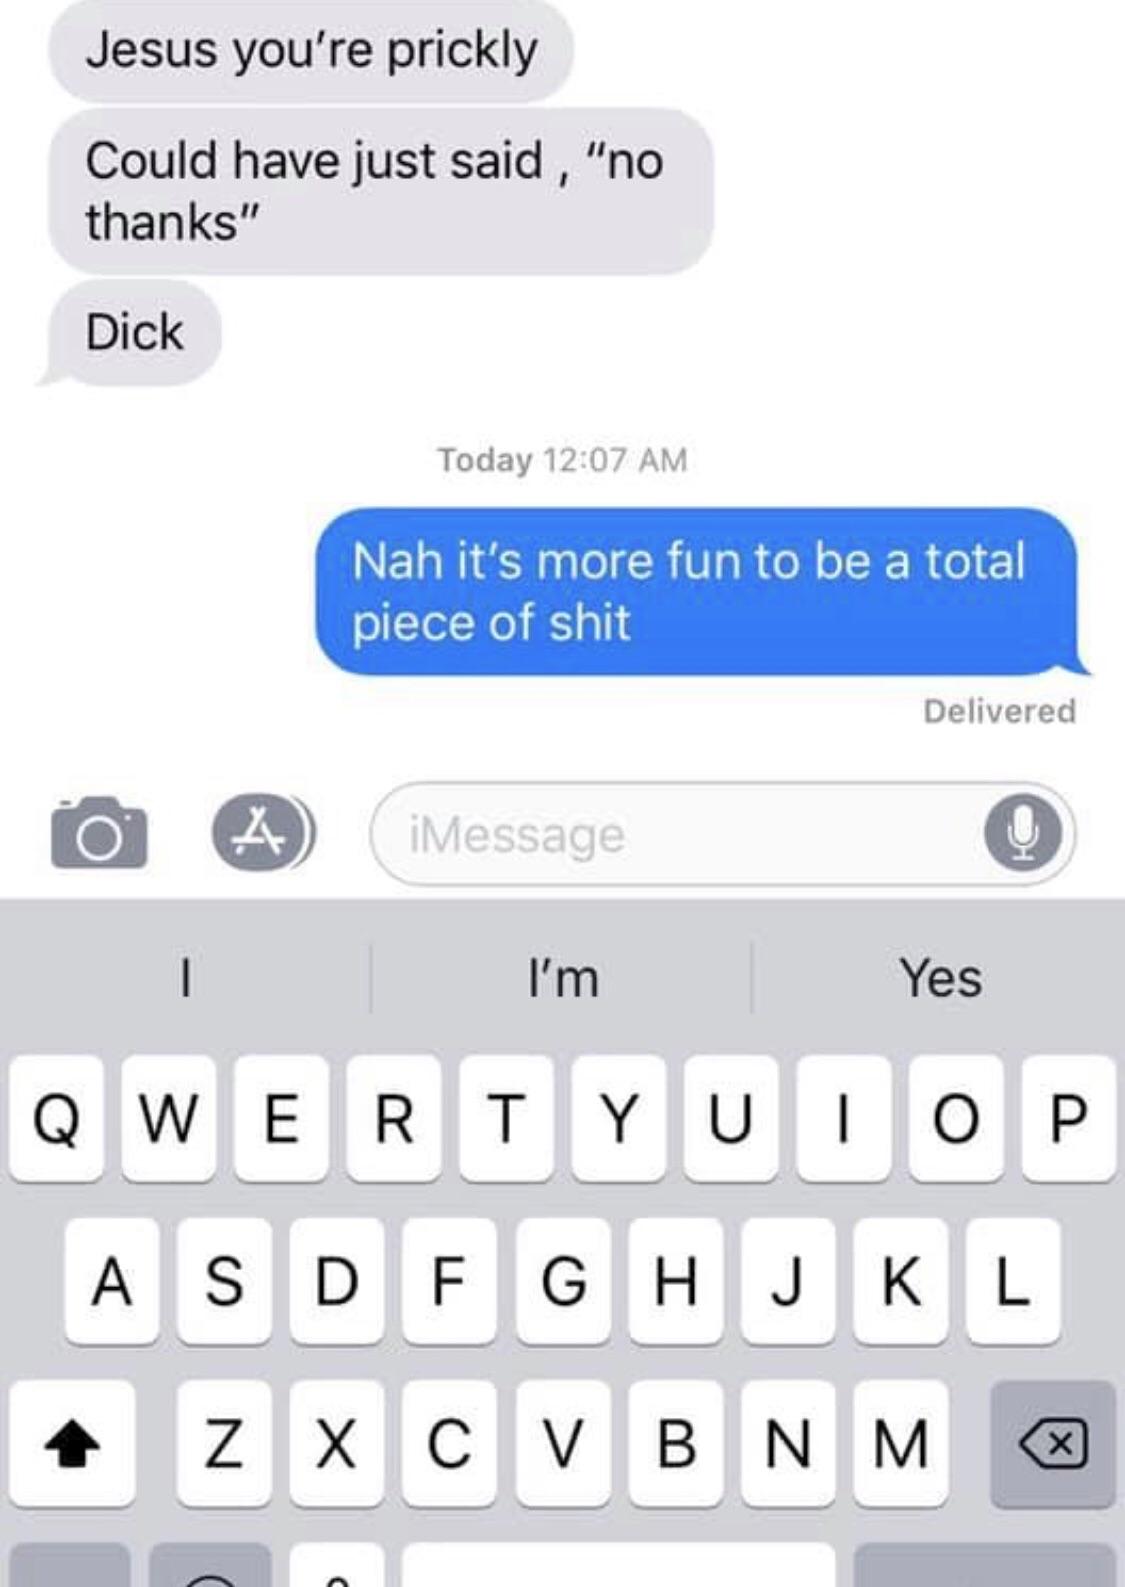 Jesus you're prickly
Could have just said , “no
thanks”
Dick
Today 12:07 AM
Nah it's more fun to be a total
piece of shit
Delivered
iMessage
I I'm Yes
Q W E R T Y U I O P
A S D F G H J K L
Z X C V B N M